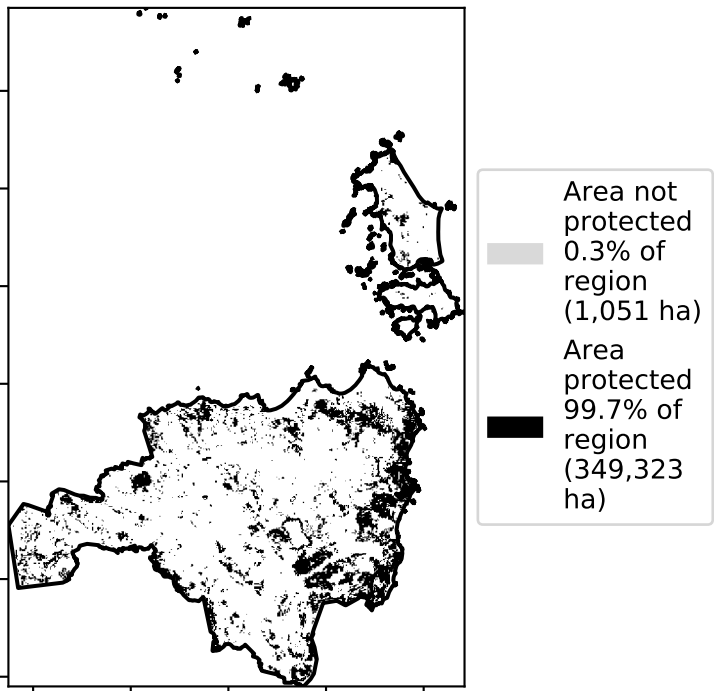 Area not
protected
0.3% of
region
(1,051 ha)
Area
protected
99.7% of
region
(349,323
ha)